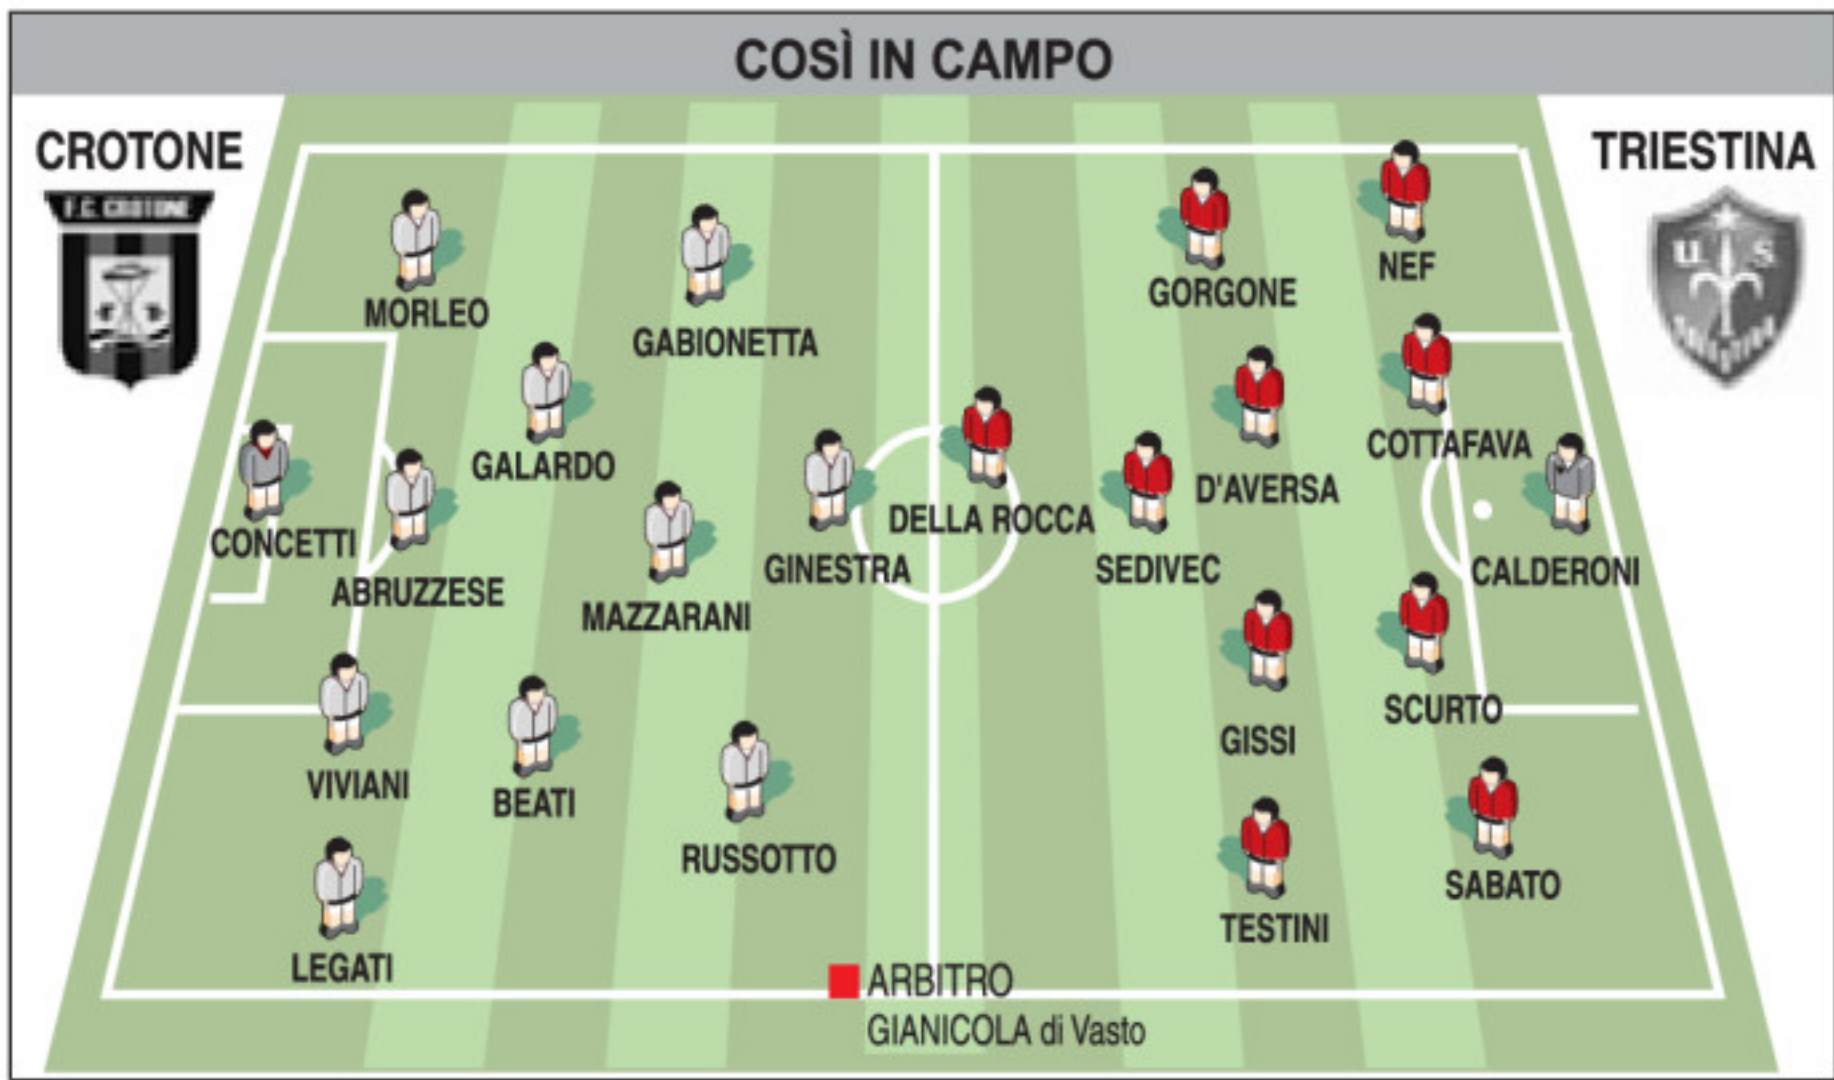 COSÌ IN CAMPO
CROTONE
F.C. CROTONE
TRIESTINA
U S
MORLEO
GABIONETTA
GORGONE
NEF
GALARDO
COTTAFAVA
CONCETTI
ABRUZZESE
MAZZARANI
GINESTRA
DELLA ROCCA
SEDIVEC
D'AVERSA
CALDERONI
VIVIANI
BEATI
RUSSOTTO
GISSI
SCURTO
LEGATI
TESTINI
SABATO
ARBITRO
GIANICOLA di Vasto